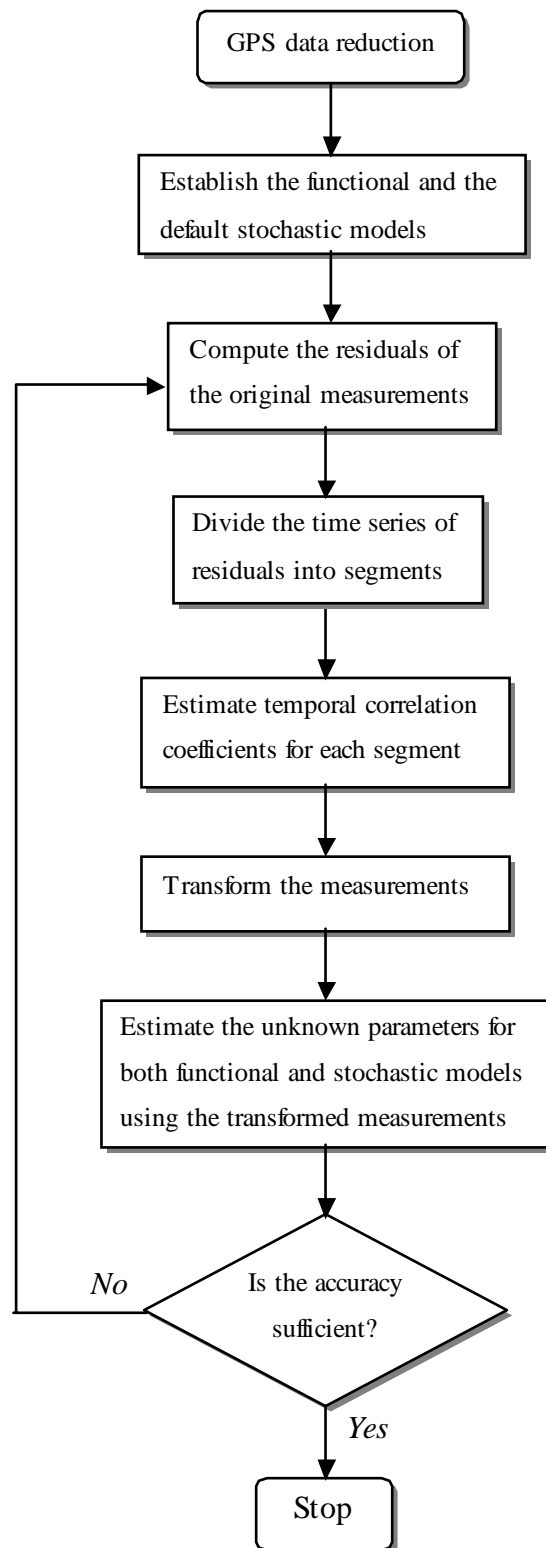 GPS data reduction
Establish the functional and the
default stochastic models
Compute the residuals of
the original measurements
Divide the time series of
residuals into segments
Estimate temporal correlation
coefficients for each segment
Transform the measurements
Estimate the unknown parameters for
both functional and stochastic models
using the transformed measurements
No
Is the accuracy
sufficient?
Yes
Stop